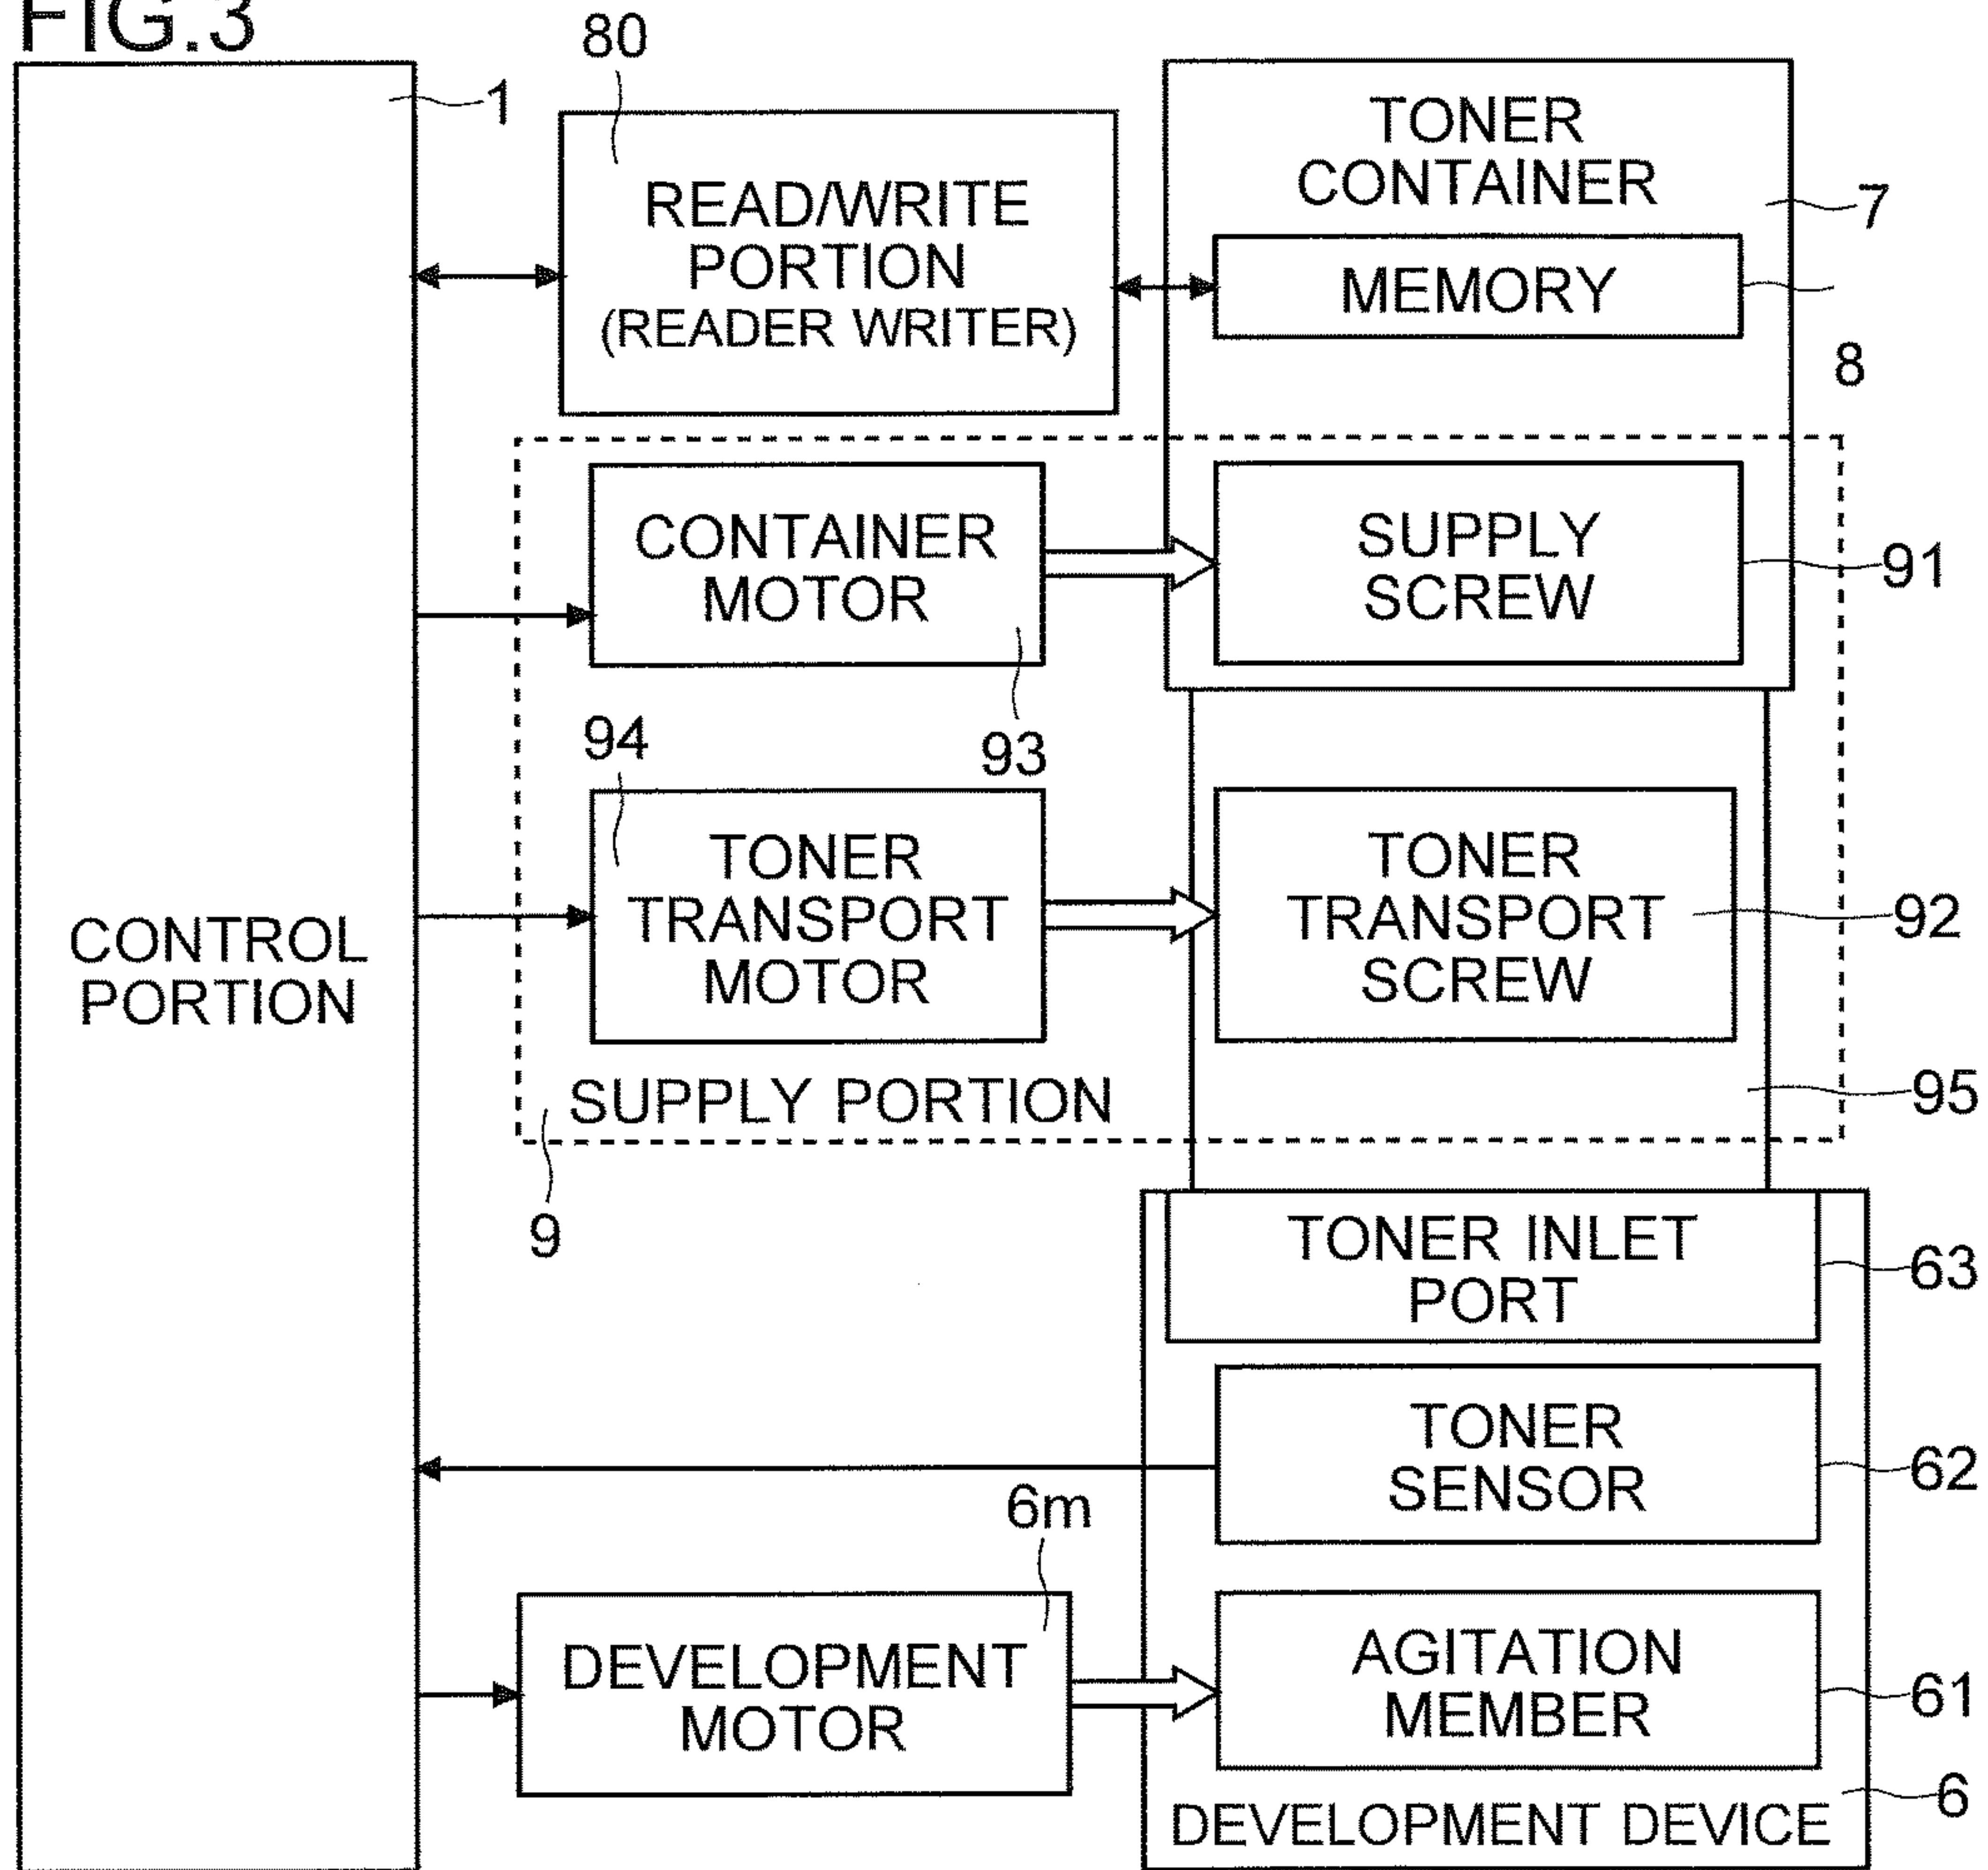 FIG.3
80
1
TONER
CONTAINER
7
READ/WRITE
PORTION
(READER WRITER)
MEMORY
8
CONTAINER
MOTOR
SUPPLY
SCREW
91
93
94
TONER
TRANSPORT
MOTOR
TONER
TRANSPORT
SCREW
92
CONTROL
PORTION
SUPPLY PORTION
95
9
TONER INLET
PORT
63
TONER
SENSOR
62
6m
DEVELOPMENT
MOTOR
AGITATION
MEMBER
61
DEVELOPMENT DEVICE
6